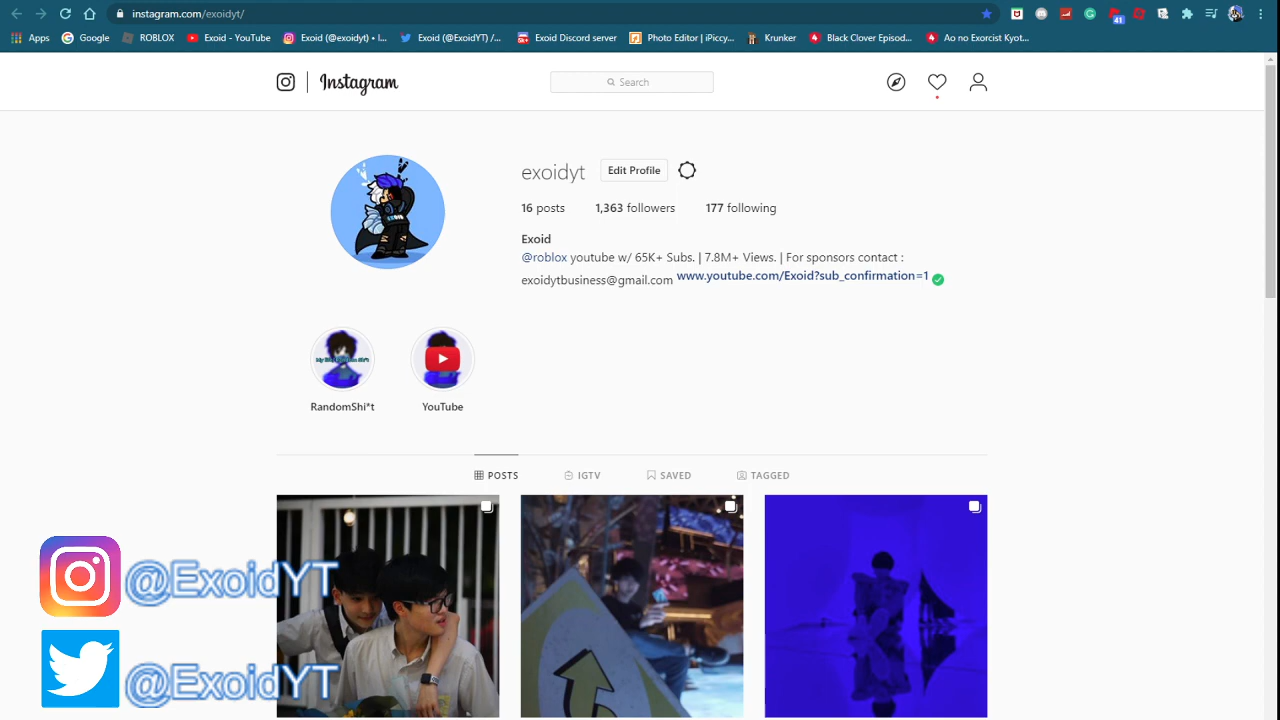 instagram.com/exoidyt/
41
Apps Google ROBLOX Exoid - YouTube Exoid (@exoidyt) • I... Exoid (@ExoidYT) /... Exoid Discord server Photo Editor | iPiccy... Krunker Black Clover Episod... Ao no Exorcist Kyot...
Instagram
Search
exoidyt Edit Profile
16 posts 1,363 followers 177 following
Exoid
@roblox youtube w/ 65K+ Subs. | 7.8M+ Views. | For sponsors contact :
exoidytbusiness@gmail.com www.youtube.com/Exoid?sub_confirmation=1
RandomShi*t YouTube
POSTS IGTV SAVED TAGGED
@ExoidYT
@ExoidYT